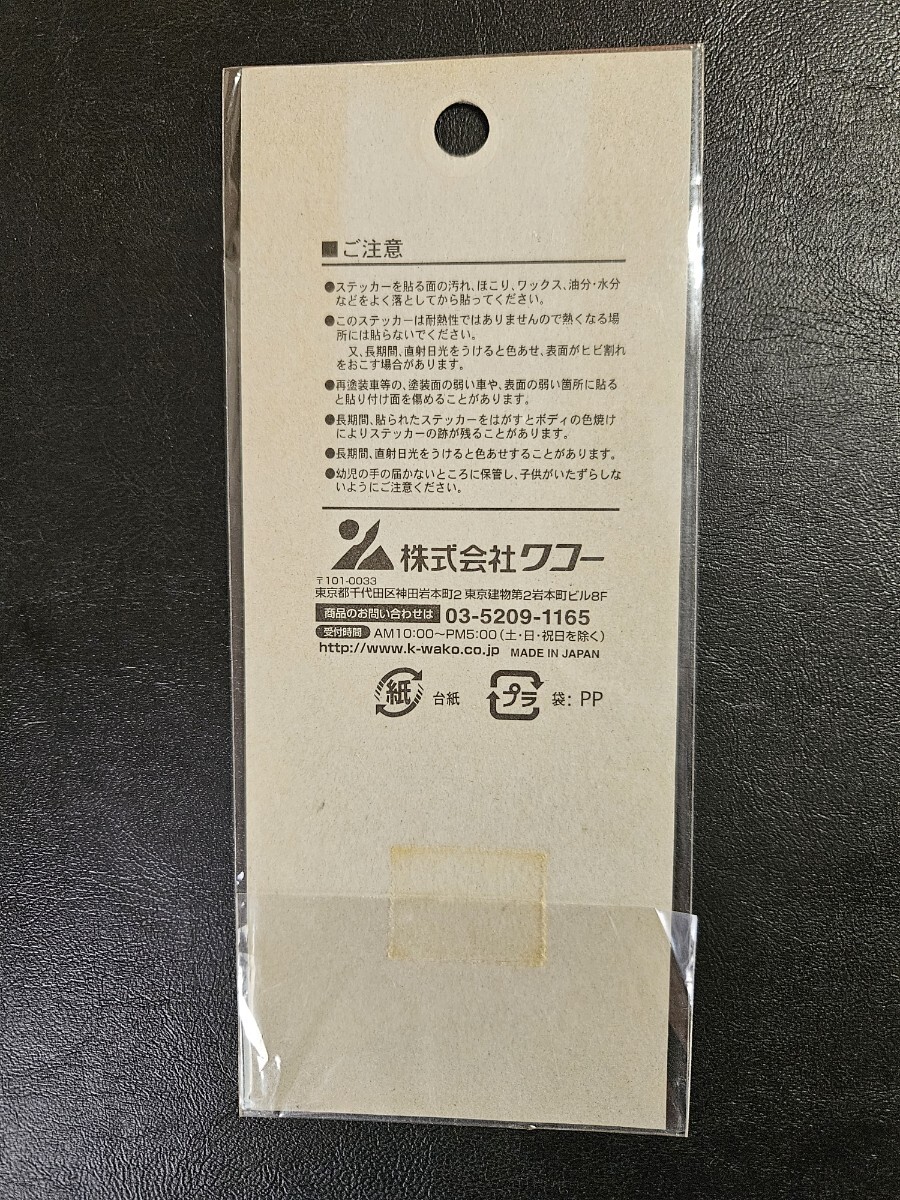 ■ご注意
●ステッカーを貼る面の汚れ、ほこり、ワックス、油分・水分
などをよく落としてから貼ってください。
●このステッカーは耐熱性ではありませんので熱くなる場
所には貼らないでください。
又、長期間、直射日光をうけると色あせ、表面がヒビ割れ
をおこす場合があります。
●再塗装車等の、塗装面の弱い車や、表面の弱い箇所に貼る
と貼り付け面を傷めることがあります。
●長期間、貼られたステッカーをはがすとボディの色焼け
によりステッカーの跡が残ることがあります。
●長期間、直射日光をうけると色あせすることがあります。
●幼児の手の届かないところに保管し、子供がいたずらしな
いようにご注意ください。
株式会社ワコー
〒101-0033
東京都千代田区神田岩本町2 東京建物第2岩本町ビル8F
商品のお問い合わせは 03-5209-1165
受付時間 AM10:00〜PM5:00(土・日・祝日を除く)
http://www.k-wako.co.jp MADE IN JAPAN
紙 台紙 プラ 袋: PP